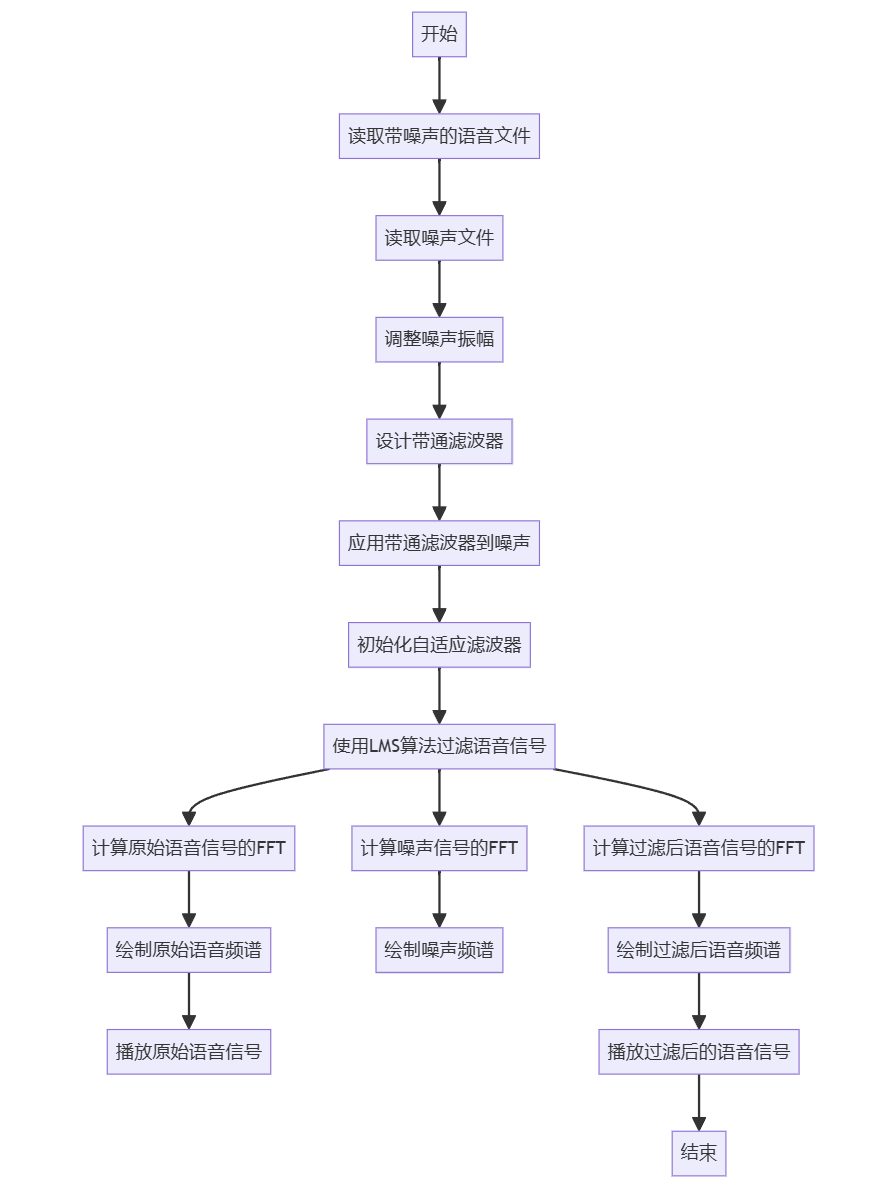 开始
读取带噪声的语音文件
读取噪声文件
调整噪声振幅
设计带通滤波器
应用带通滤波器到噪声
初始化自适应滤波器
使用LMS算法过滤语音信号
计算原始语音信号的FFT
计算噪声信号的FFT
计算过滤后语音信号的FFT
绘制原始语音频谱
绘制噪声频谱
绘制过滤后语音频谱
播放原始语音信号
播放过滤后的语音信号
结束